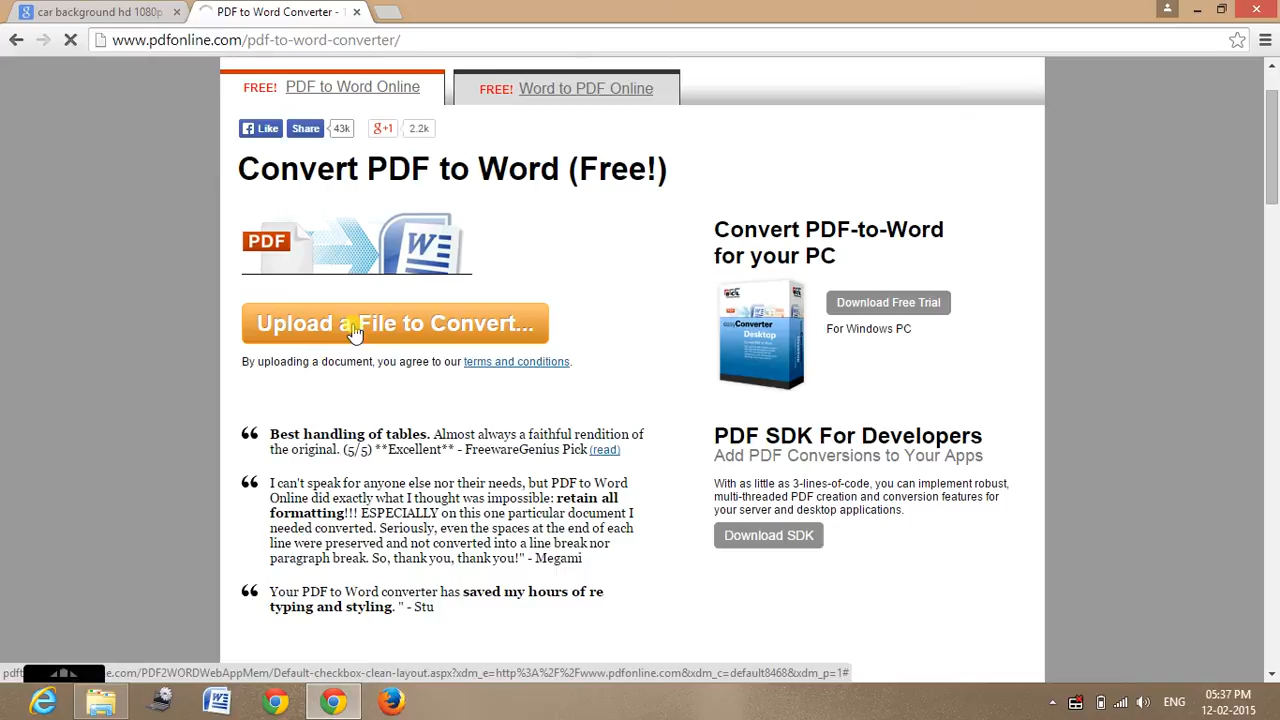 car background hd 1080p
PDF to Word Converter - 1
www.pdfonline.com/pdf-to-word-converter/
FREE! PDF to Word Online
FREE! Word to PDF Online
Like Share 43k g+1 2.2k
Convert PDF to Word (Free!)
PDF W
Upload a File to Convert...
By uploading a document, you agree to our terms and conditions.
Best handling of tables. Almost always a faithful rendition of
the original. (5/5) **Excellent** - FreewareGenius Pick (read)
I can't speak for anyone else nor their needs, but PDF to Word
Online did exactly what I thought was impossible: retain all
formatting!!! ESPECIALLY on this one particular document I
needed converted. Seriously, even the spaces at the end of each
line were preserved and not converted into a line break nor
paragraph break. So, thank you, thank you!" - Megami
Your PDF to Word converter has saved my hours of re
typing and styling. " - Stu
Convert PDF-to-Word
for your PC
easyConverter
Desktop
Download Free Trial
For Windows PC
PDF SDK For Developers
Add PDF Conversions to Your Apps
With as little as 3-lines-of-code, you can implement robust,
multi-threaded PDF creation and conversion features for
your server and desktop applications.
Download SDK
e.com/PDF2WORDWebAppMem/Default-checkbox-clean-layout.aspx?xdm_e=http%3A%2F%2Fwww.pdfonline.com&xdm_c=default8468&xdm_p=1#
ENG
05:37 PM
12-02-2015